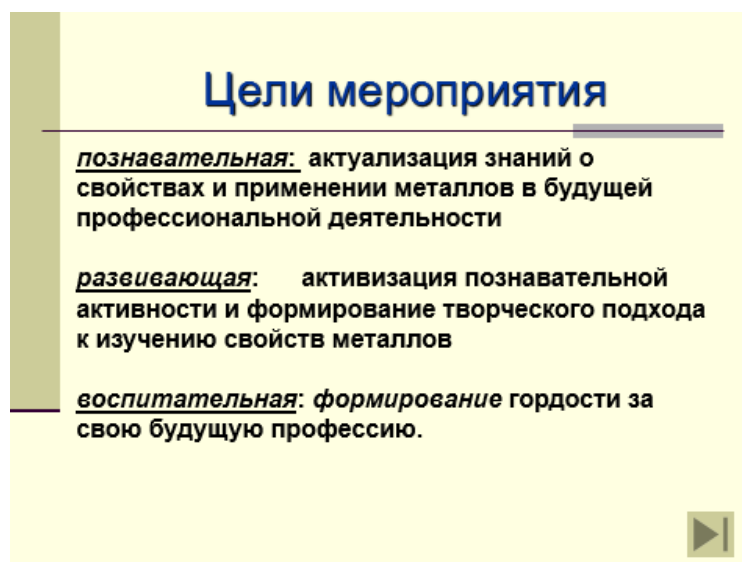 Цели мероприятия
познавательная: актуализация знаний о
свойствах и применении металлов в будущей
профессиональной деятельности
развивающая: активизация познавательной
активности и формирование творческого подхода
к изучению свойств металлов
воспитательная: формирование гордости за
свою будущую профессию.